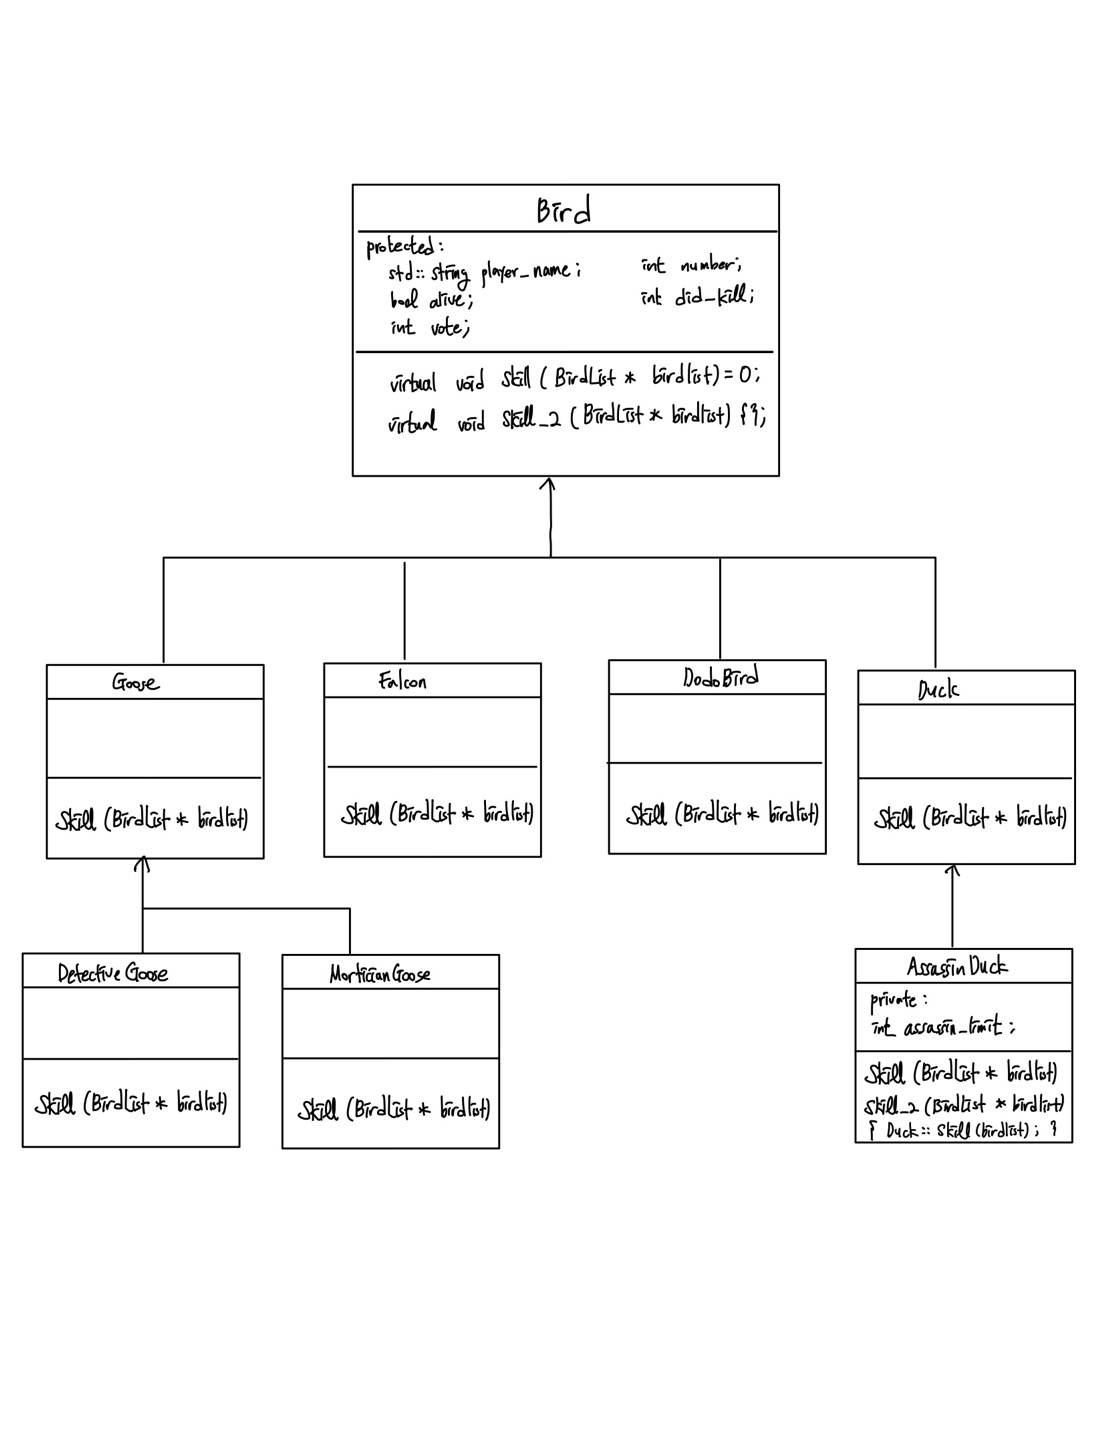 Bird
protected:
std::string player_name;
int number;
bool alive;
int did_kill;
int vote;
virtual void Skill (BirdList * birdlist) = 0;
virtual void Skill_2 (BirdList * birdlist) {};
Goose
Skill (BirdList * birdlist)
Falcon
Skill (BirdList * birdlist)
DodoBird
Skill (BirdList * birdlist)
Duck
Skill (BirdList * birdlist)
DetectiveGoose
Skill (BirdList * birdlist)
MorticianGoose
Skill (BirdList * birdlist)
AssassinDuck
private:
int assassin_limit;
Skill (BirdList * birdlist)
Skill_2 (BirdList * birdlist)
{ Duck::Skill (birdlist); }